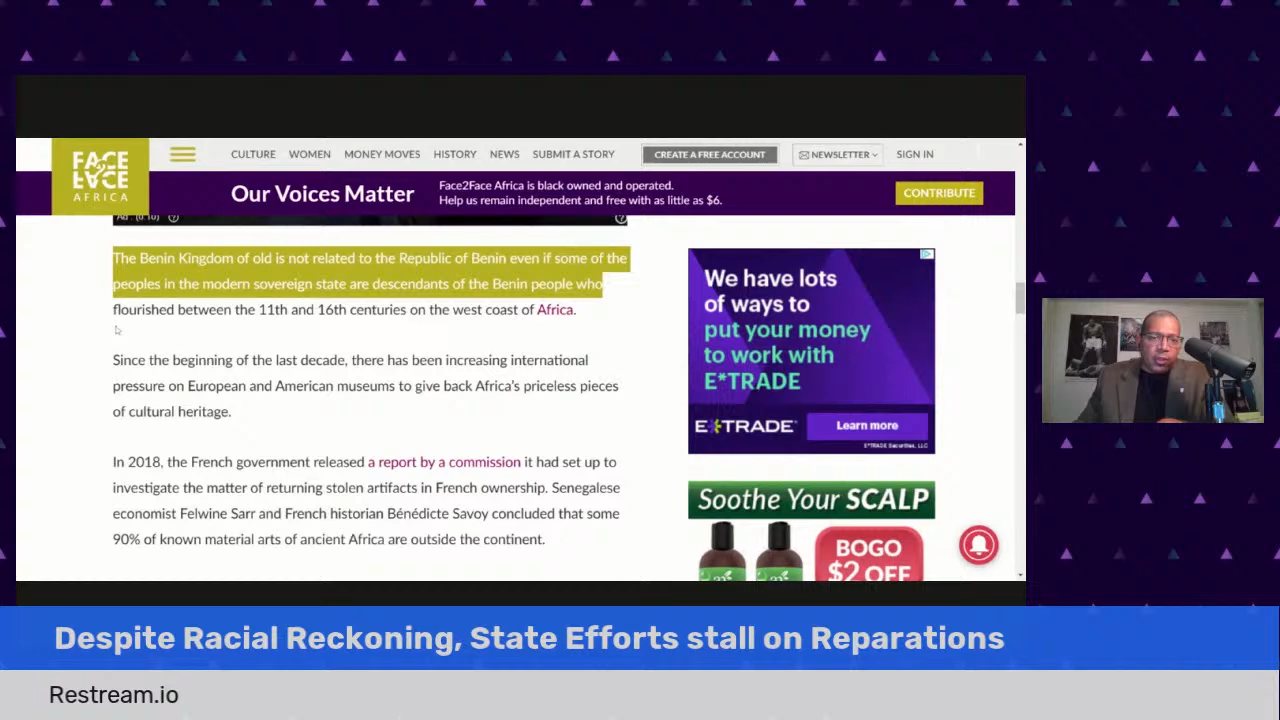 FACE
2
FACE
AFRICA
CULTURE WOMEN MONEY MOVES HISTORY NEWS SUBMIT A STORY CREATE A FREE ACCOUNT NEWSLETTER SIGN IN
Our Voices Matter
Face2Face Africa is black owned and operated.
Help us remain independent and free with as little as $6.
CONTRIBUTE
Ad : (0:10)
The Benin Kingdom of old is not related to the Republic of Benin even if some of the
peoples in the modern sovereign state are descendants of the Benin people who
flourished between the 11th and 16th centuries on the west coast of Africa.
Since the beginning of the last decade, there has been increasing international
pressure on European and American museums to give back Africa's priceless pieces
of cultural heritage.
In 2018, the French government released a report by a commission it had set up to
investigate the matter of returning stolen artifacts in French ownership. Senegalese
economist Felwine Sarr and French historian Bénédicte Savoy concluded that some
90% of known material arts of ancient Africa are outside the continent.
We have lots
of ways to
put your money
to work with
E*TRADE
E*TRADE
Learn more
E*TRADE Securities, LLC
Soothe Your SCALP
BOGO
$2 OFF
Despite Racial Reckoning, State Efforts stall on Reparations
Restream.io